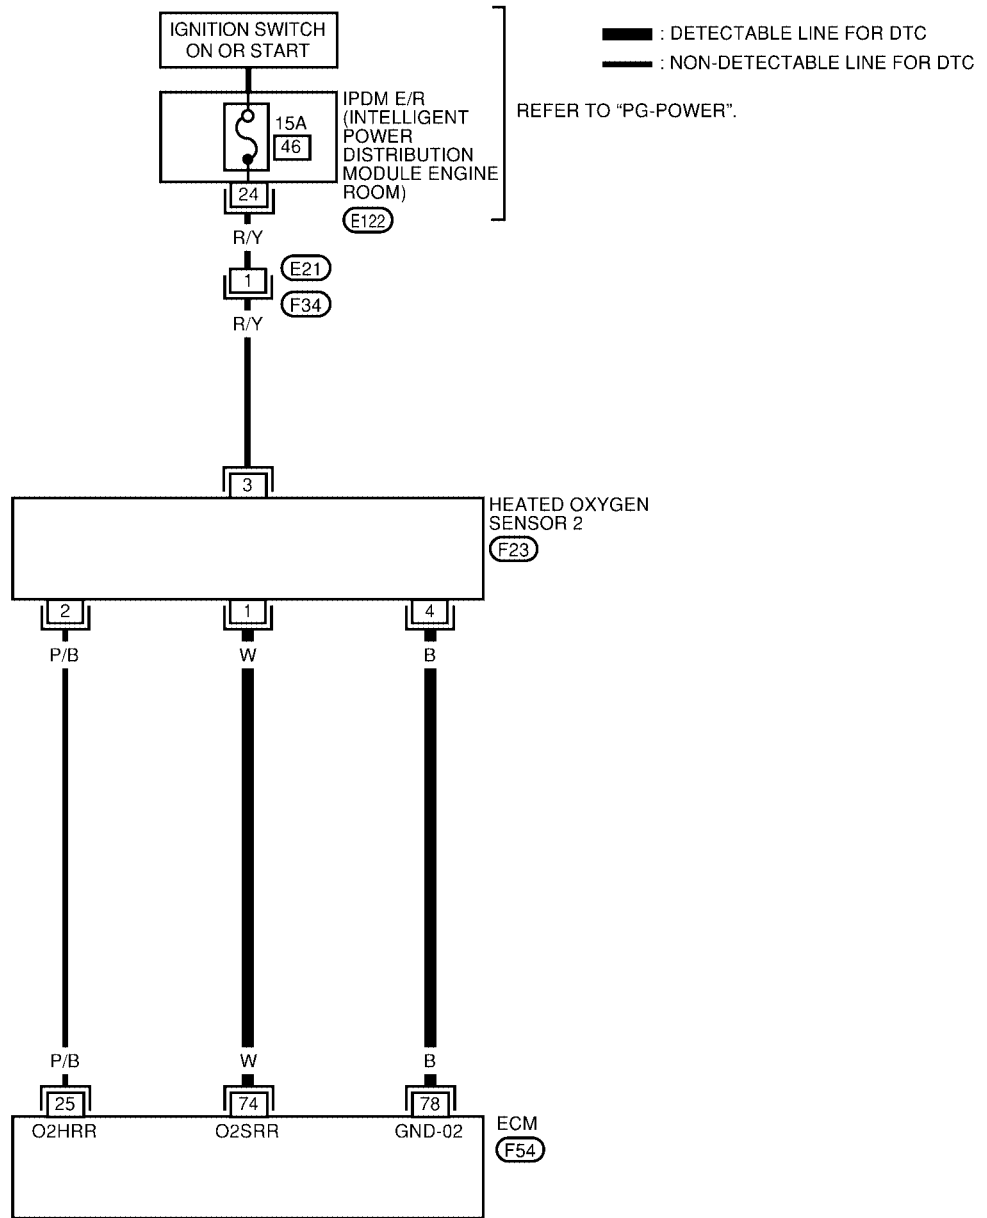 IGNITION SWITCH
ON OR START
: DETECTABLE LINE FOR DTC
: NON-DETECTABLE LINE FOR DTC
IPDM E/R
(INTELLIGENT
POWER
DISTRIBUTION
MODULE ENGINE
ROOM)
15A
46
REFER TO “PG-POWER”.
24
E122
R/Y
E21
1
F34
R/Y
3
HEATED OXYGEN
SENSOR 2
F23
2 1 4
P/B W B
P/B W B
25 74 78
O2HRR O2SRR GND-02
ECM
F54